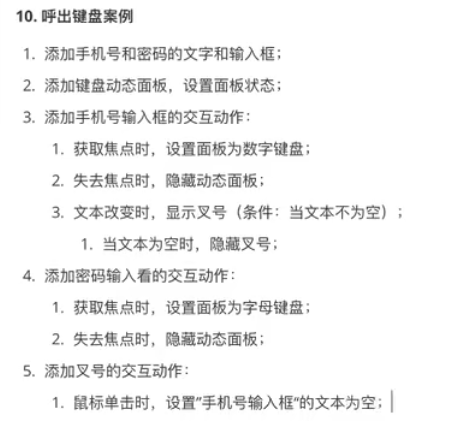 10. 呼出键盘案例
1. 添加手机号和密码的文字和输入框；
2. 添加键盘动态面板，设置面板状态；
3. 添加手机号输入框的交互动作：
1. 获取焦点时，设置面板为数字键盘；
2. 失去焦点时，隐藏动态面板；
3. 文本改变时，显示叉号（条件：当文本不为空）；
1. 当文本为空时，隐藏叉号；
4. 添加密码输入看的交互动作：
1. 获取焦点时，设置面板为字母键盘；
2. 失去焦点时，隐藏动态面板；
5. 添加叉号的交互动作：
1. 鼠标单击时，设置”手机号输入框“的文本为空；